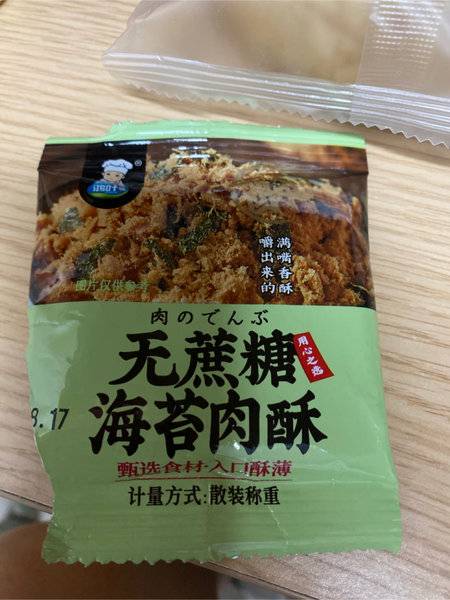 ®
满嘴香酥
嚼出来的
图片仅供参考
肉のでんぶ
无蔗糖
用心之选
海苔肉酥
8.17
甄选食材·入口酥薄
计量方式:散装称重